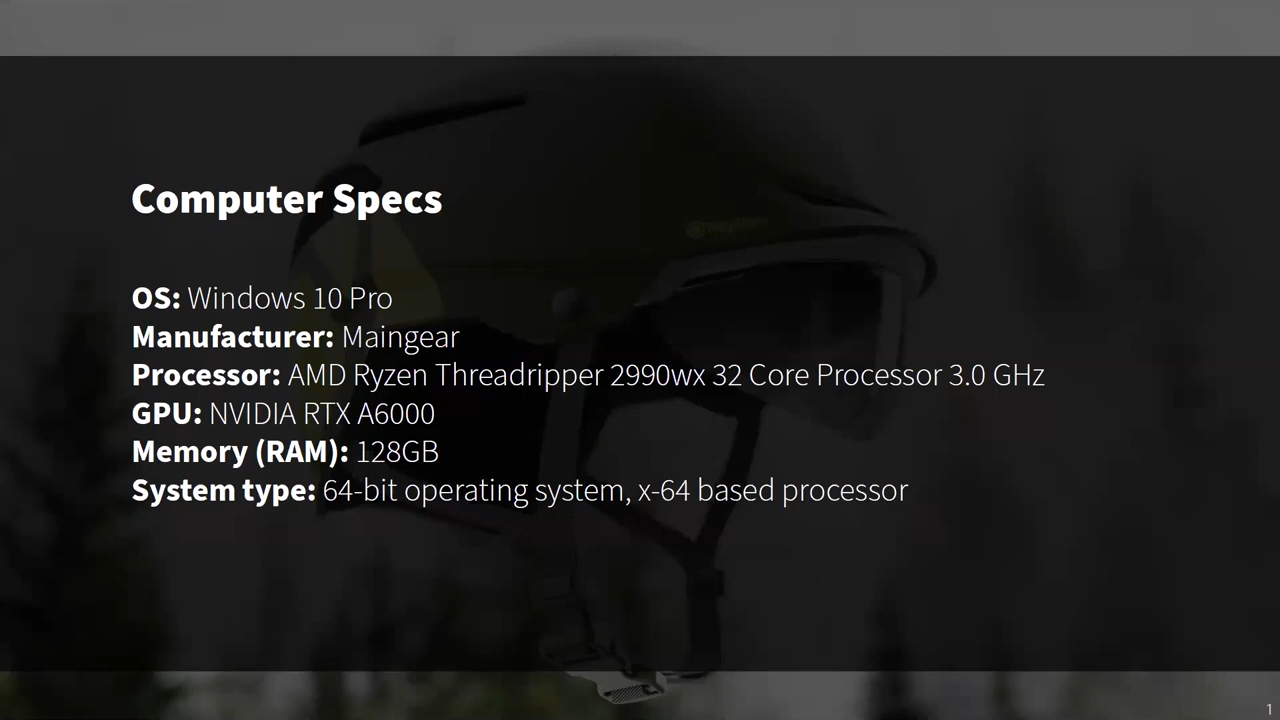 Computer Specs
OS: Windows 10 Pro
Manufacturer: Maingear
Processor: AMD Ryzen Threadripper 2990wx 32 Core Processor 3.0 GHz
GPU: NVIDIA RTX A6000
Memory (RAM): 128GB
System type: 64-bit operating system, x-64 based processor
1